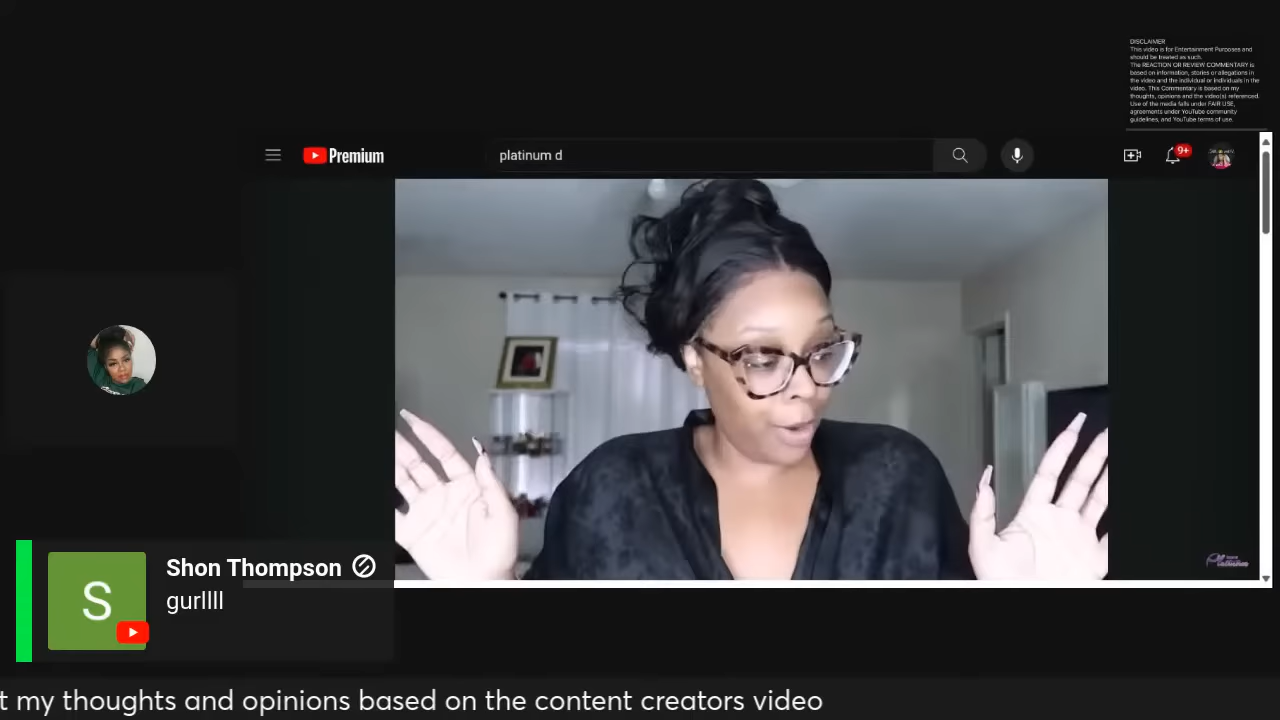 DISCLAIMER
This video is for Entertainment Purposes and
should be treated as such.
The REACTION OR REVIEW COMMENTARY is
based on information, stories or allegations in
the video and the individual or individuals in the
video. This Commentary is based on my
thoughts, opinions and the video(s) referenced.
Use of the media falls under FAIR USE,
agreements under YouTube community
guidelines, and YouTube terms of use.
Premium
platinum d
9+
S
Shon Thompson
gurllll
t my thoughts and opinions based on the content creators video